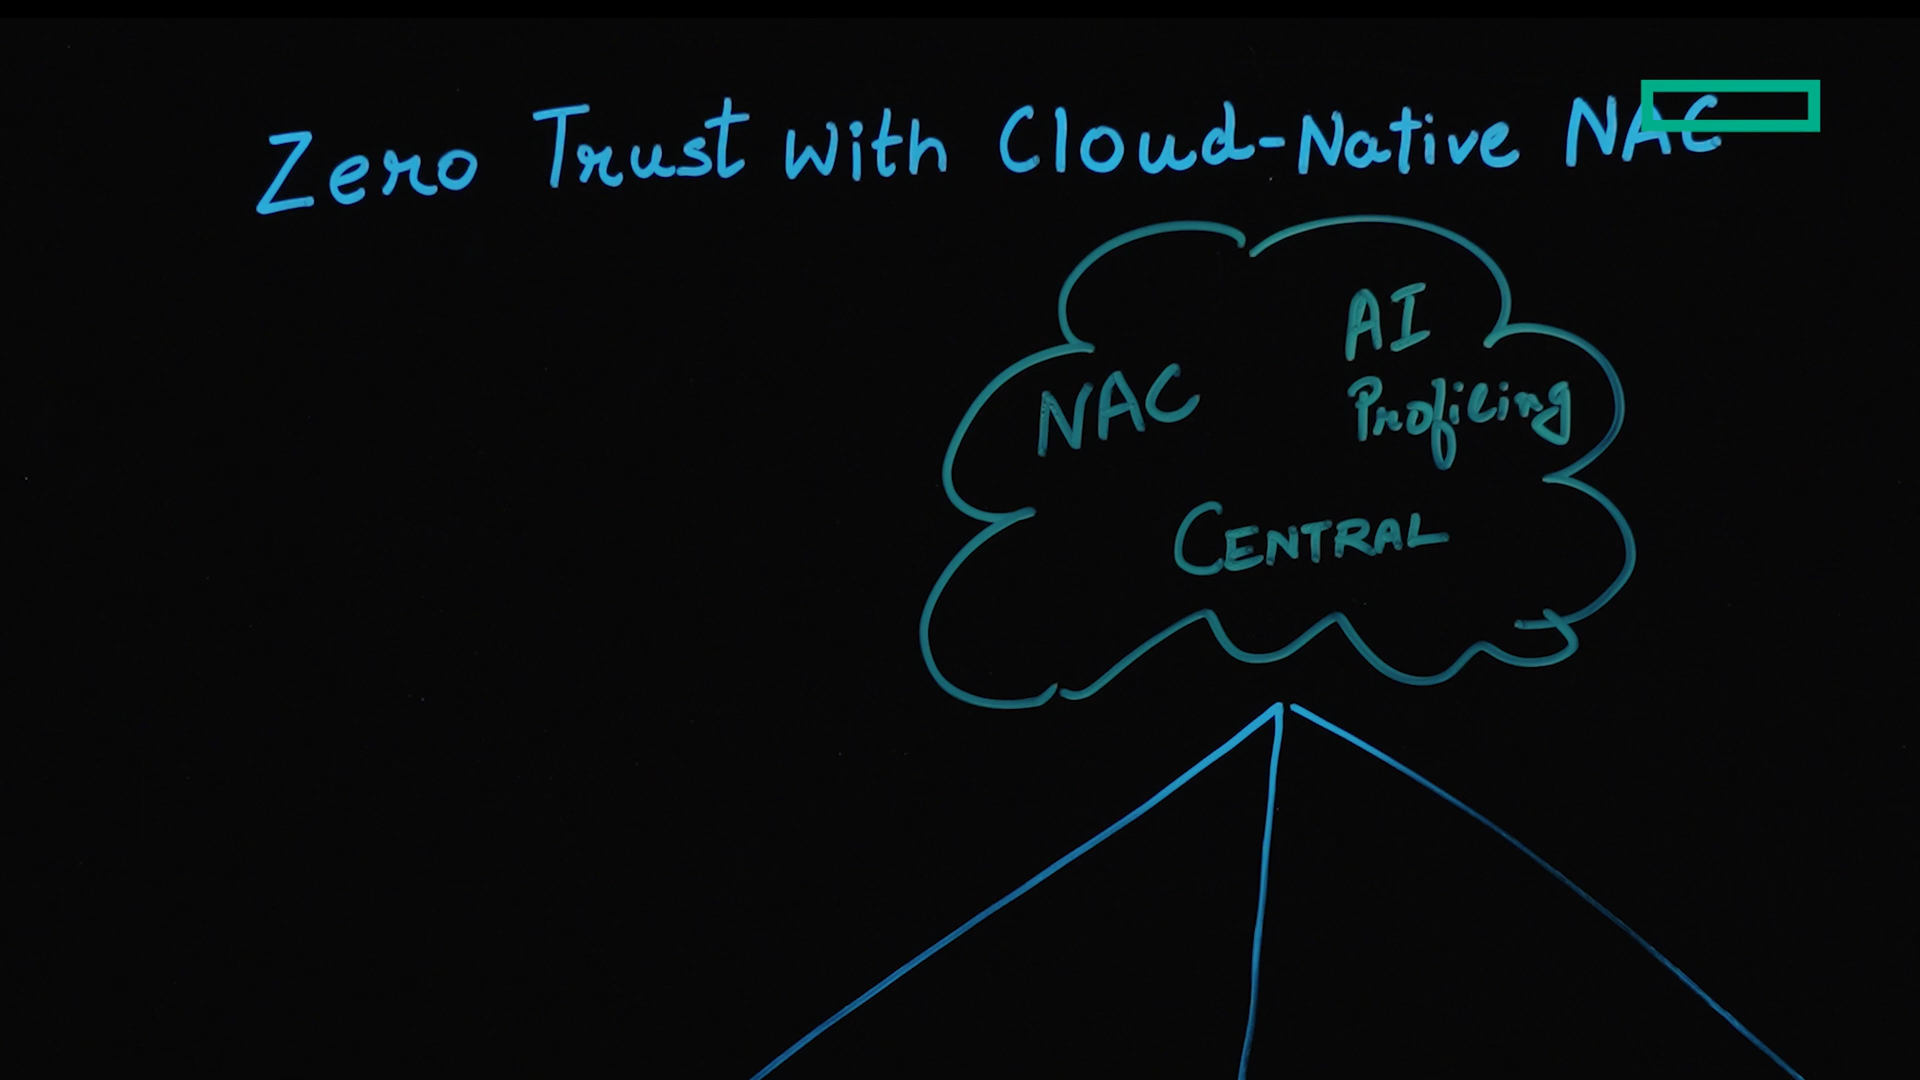 Zero Trust with Cloud-Native NAC
AI
NAC
Profiling
CENTRAL